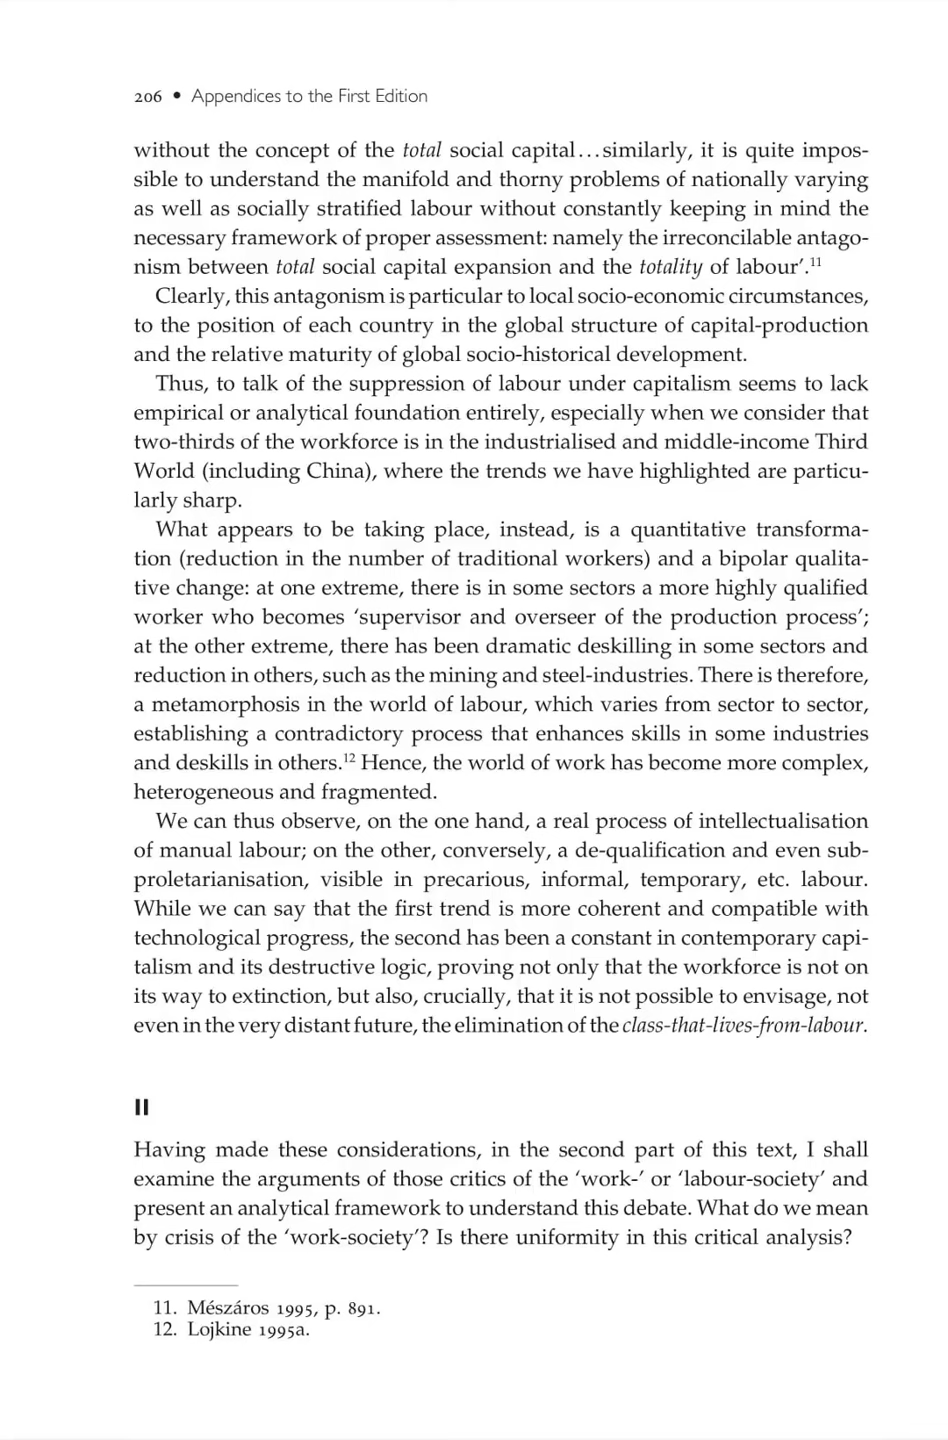 206 • Appendices to the First Edition
without the concept of the total social capital…similarly, it is quite impos-
sible to understand the manifold and thorny problems of nationally varying
as well as socially stratified labour without constantly keeping in mind the
necessary framework of proper assessment: namely the irreconcilable antago-
nism between total social capital expansion and the totality of labour’.11
Clearly, this antagonism is particular to local socio-economic circumstances,
to the position of each country in the global structure of capital-production
and the relative maturity of global socio-historical development.
Thus, to talk of the suppression of labour under capitalism seems to lack
empirical or analytical foundation entirely, especially when we consider that
two-thirds of the workforce is in the industrialised and middle-income Third
World (including China), where the trends we have highlighted are particu-
larly sharp.
What appears to be taking place, instead, is a quantitative transforma-
tion (reduction in the number of traditional workers) and a bipolar qualita-
tive change: at one extreme, there is in some sectors a more highly qualified
worker who becomes ‘supervisor and overseer of the production process’;
at the other extreme, there has been dramatic deskilling in some sectors and
reduction in others, such as the mining and steel-industries. There is therefore,
a metamorphosis in the world of labour, which varies from sector to sector,
establishing a contradictory process that enhances skills in some industries
and deskills in others.12 Hence, the world of work has become more complex,
heterogeneous and fragmented.
We can thus observe, on the one hand, a real process of intellectualisation
of manual labour; on the other, conversely, a de-qualification and even sub-
proletarianisation, visible in precarious, informal, temporary, etc. labour.
While we can say that the first trend is more coherent and compatible with
technological progress, the second has been a constant in contemporary capi-
talism and its destructive logic, proving not only that the workforce is not on
its way to extinction, but also, crucially, that it is not possible to envisage, not
even in the very distant future, the elimination of the class-that-lives-from-labour.
II
Having made these considerations, in the second part of this text, I shall
examine the arguments of those critics of the ‘work-’ or ‘labour-society’ and
present an analytical framework to understand this debate. What do we mean
by crisis of the ‘work-society’? Is there uniformity in this critical analysis?
11. Mészáros 1995, p. 891.
12. Lojkine 1995a.